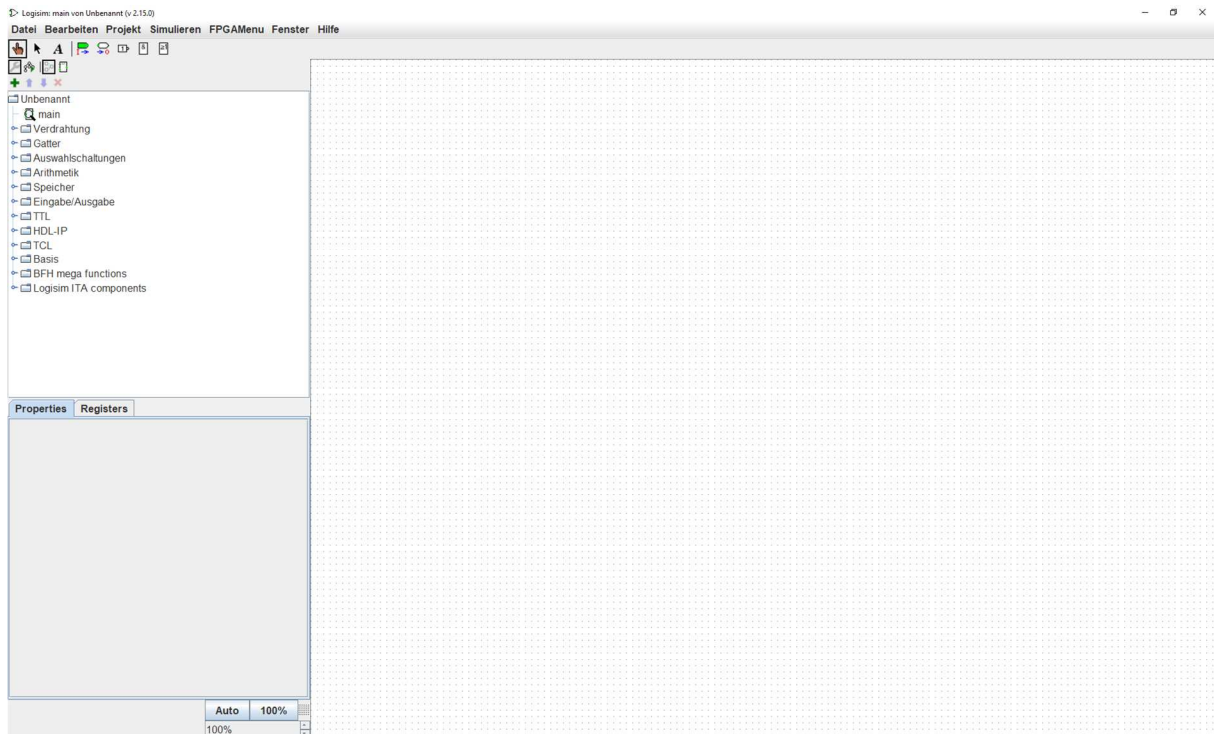 Logisim: main von Unbenannt (v 2.15.0)
Datei Bearbeiten Projekt Simulieren FPGAMenu Fenster Hilfe
A
Unbenannt
main
Verdrahtung
Gatter
Auswahlschaltungen
Arithmetik
Speicher
Eingabe/Ausgabe
TTL
HDL-IP
TCL
Basis
BFH mega functions
Logisim ITA components
Properties Registers
Auto 100%
100%